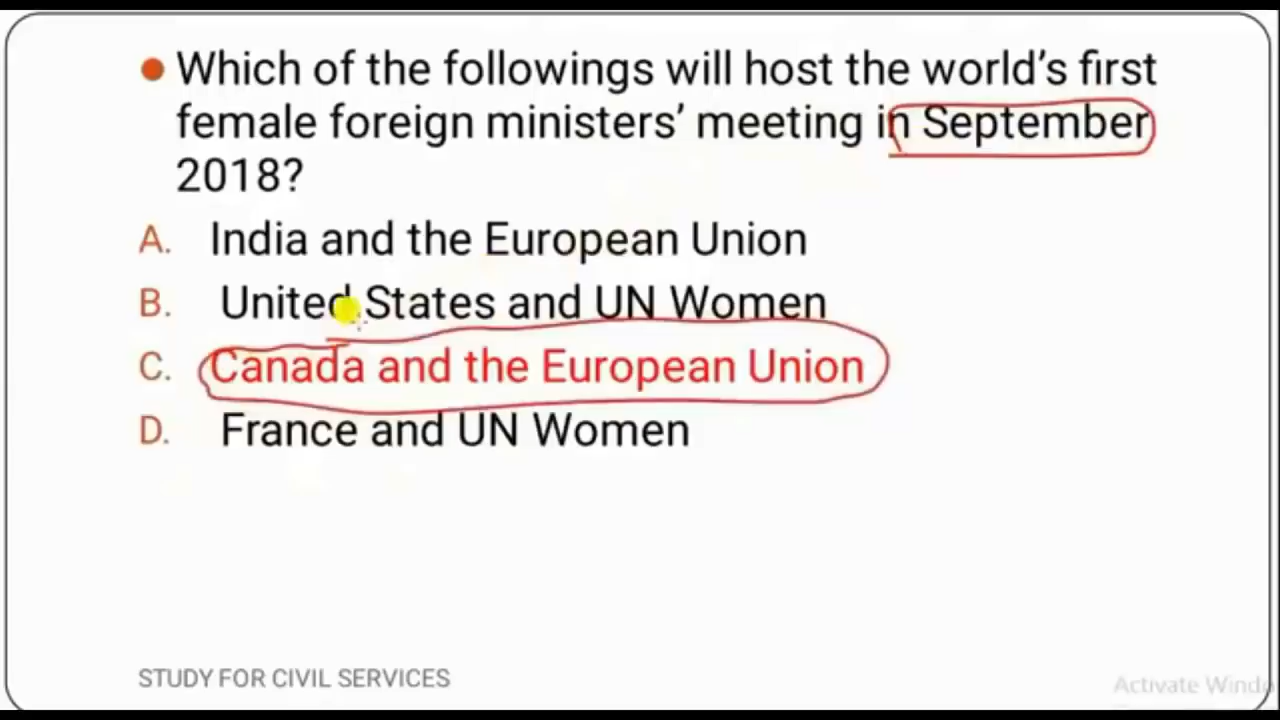 Which of the followings will host the world's first
female foreign ministers' meeting in September
2018?
A. India and the European Union
B. United States and UN Women
C. Canada and the European Union
D. France and UN Women
STUDY FOR CIVIL SERVICES
Activate Windo